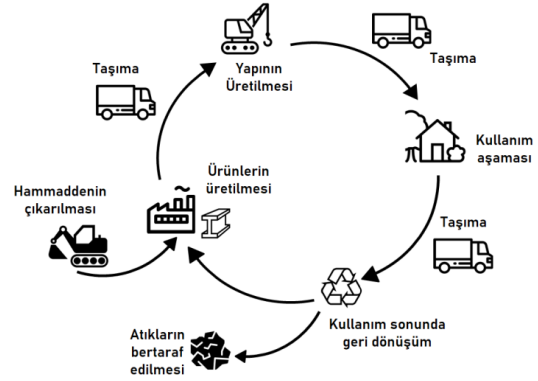 Taşıma
Yapının
Üretilmesi
Taşıma
Kullanım
aşaması
Ürünlerin
üretilmesi
Hammaddenin
çıkarılması
Taşıma
Kullanım sonunda
geri dönüşüm
Atıkların
bertaraf
edilmesi